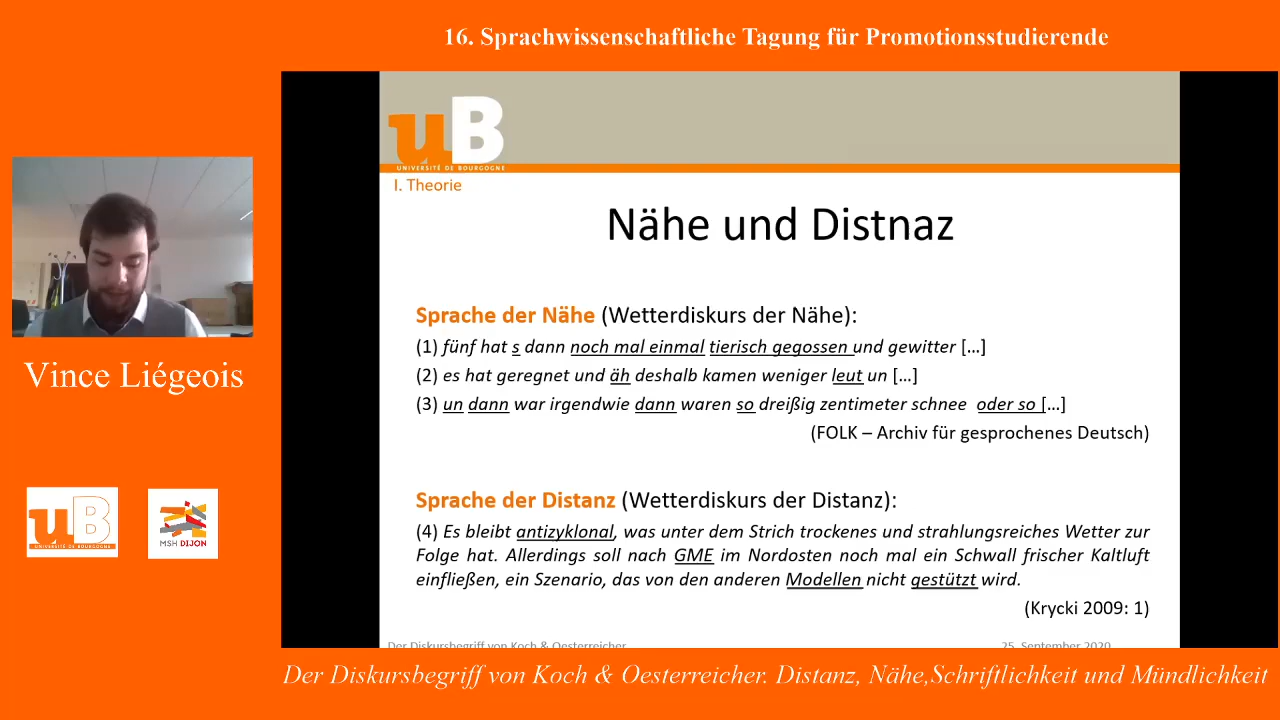 16. Sprachwissenschaftliche Tagung für Promotionsstudierende
uB
UNIVERSITÉ DE BOURGOGNE
I. Theorie
Nähe und Distnaz
Sprache der Nähe (Wetterdiskurs der Nähe):
(1) fünf hat s dann noch mal einmal tierisch gegossen und gewitter […]
(2) es hat geregnet und äh deshalb kamen weniger leut un […]
(3) un dann war irgendwie dann waren so dreißig zentimeter schnee oder so […]
(FOLK – Archiv für gesprochenes Deutsch)
Sprache der Distanz (Wetterdiskurs der Distanz):
(4) Es bleibt antizyklonal, was unter dem Strich trockenes und strahlungsreiches Wetter zur
Folge hat. Allerdings soll nach GME im Nordosten noch mal ein Schwall frischer Kaltluft
einfließen, ein Szenario, das von den anderen Modellen nicht gestützt wird.
(Krycki 2009: 1)
Der Diskursbegriff von Koch & Oesterreicher
25. September 2020
Vince Liégeois
uB
UNIVERSITÉ DE BOURGOGNE
MSH DIJON
Der Diskursbegriff von Koch & Oesterreicher. Distanz, Nähe,Schriftlichkeit und Mündlichkeit